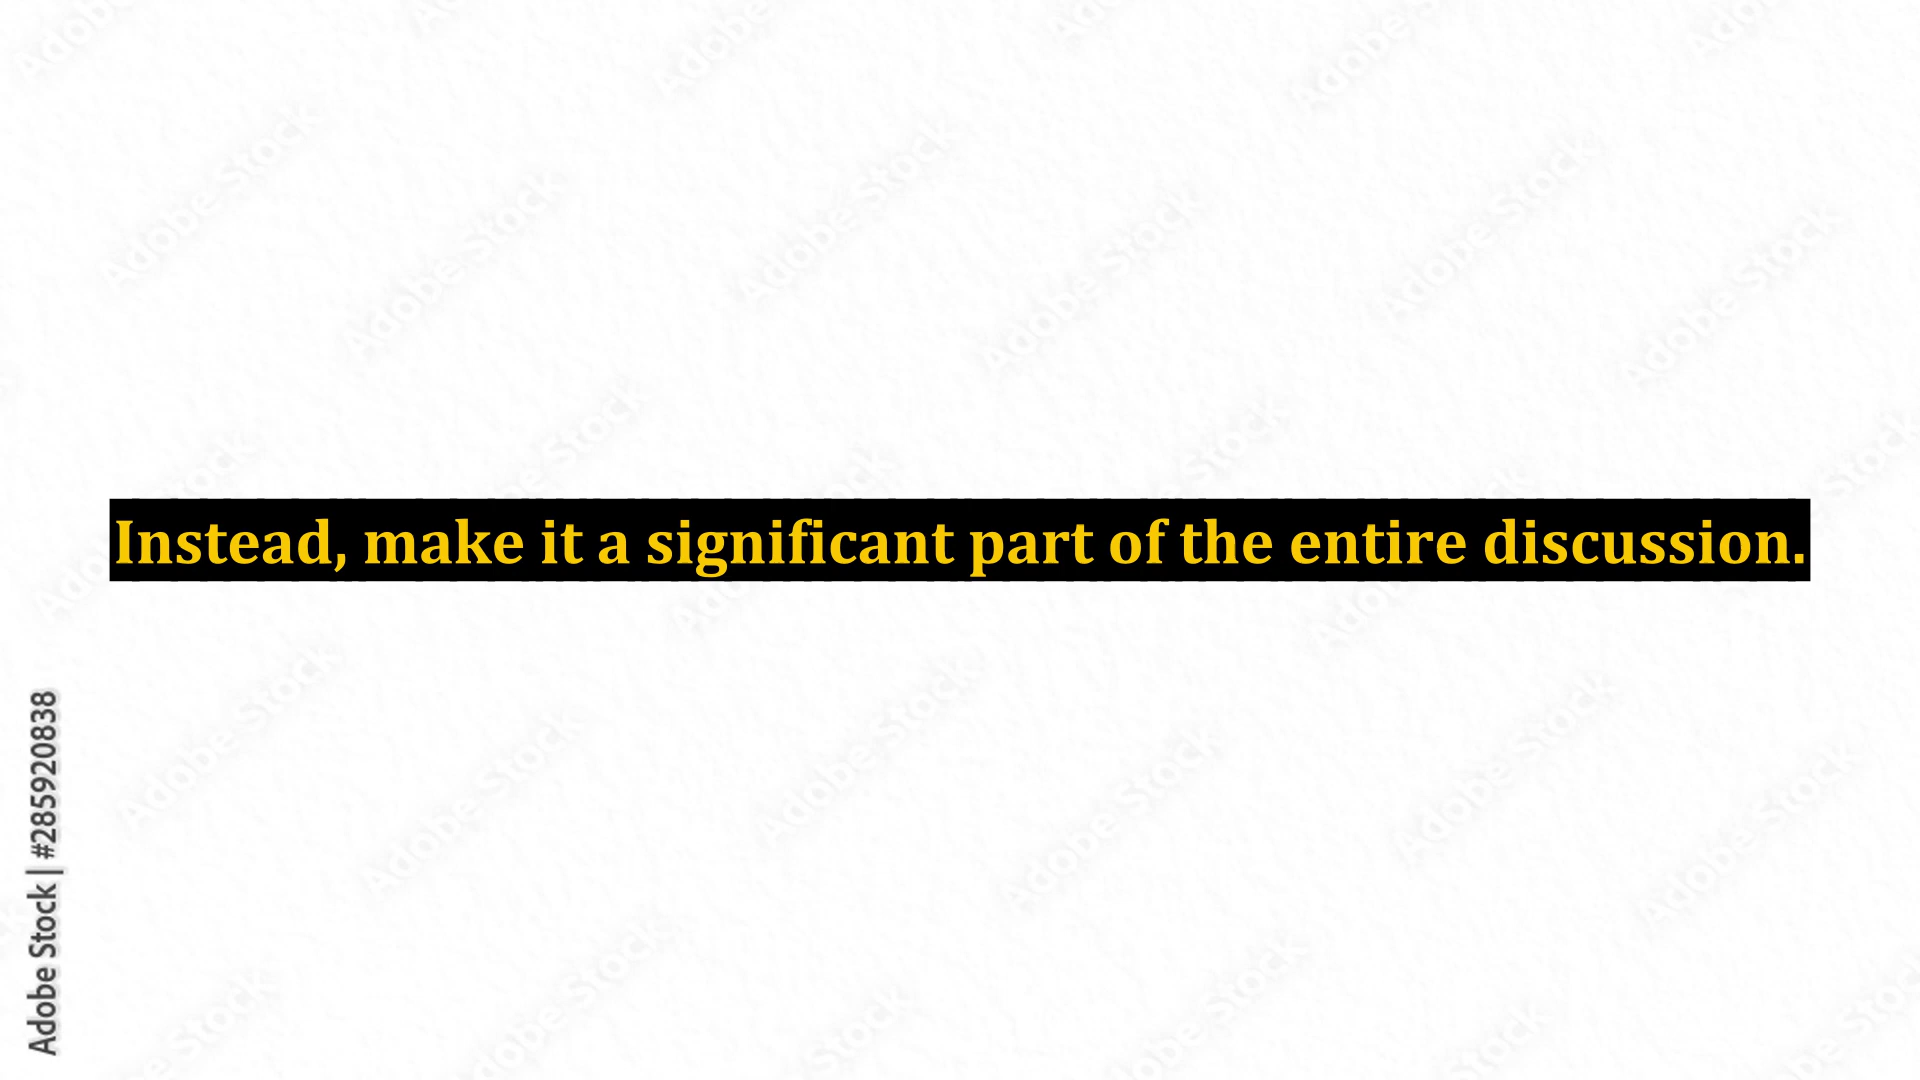 Instead, make it a significant part of the entire discussion.
Adobe Stock | #285920838